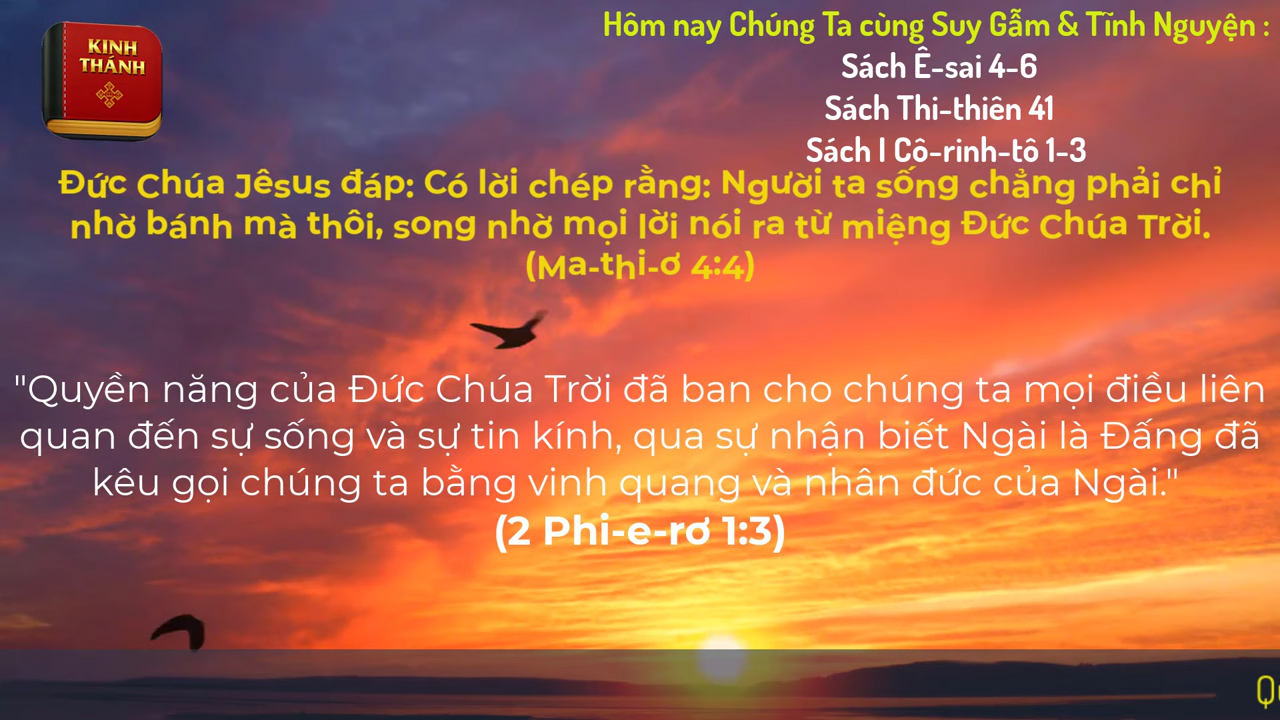 KINH
THÁNH
Hôm nay Chúng Ta cùng Suy Gẫm & Tĩnh Nguyện :
Sách Ê-sai 4-6
Sách Thi-thiên 41
Sách I Cô-rinh-tô 1-3
Đức Chúa Jêsus đáp: Có lời chép rằng: Người ta sống chẳng phải chỉ
nhờ bánh mà thôi, song nhờ mọi lời nói ra từ miệng Đức Chúa Trời.
(Ma-thi-ơ 4:4)
"Quyền năng của Đức Chúa Trời đã ban cho chúng ta mọi điều liên
quan đến sự sống và sự tin kính, qua sự nhận biết Ngài là Đấng đã
kêu gọi chúng ta bằng vinh quang và nhân đức của Ngài."
(2 Phi-e-rơ 1:3)